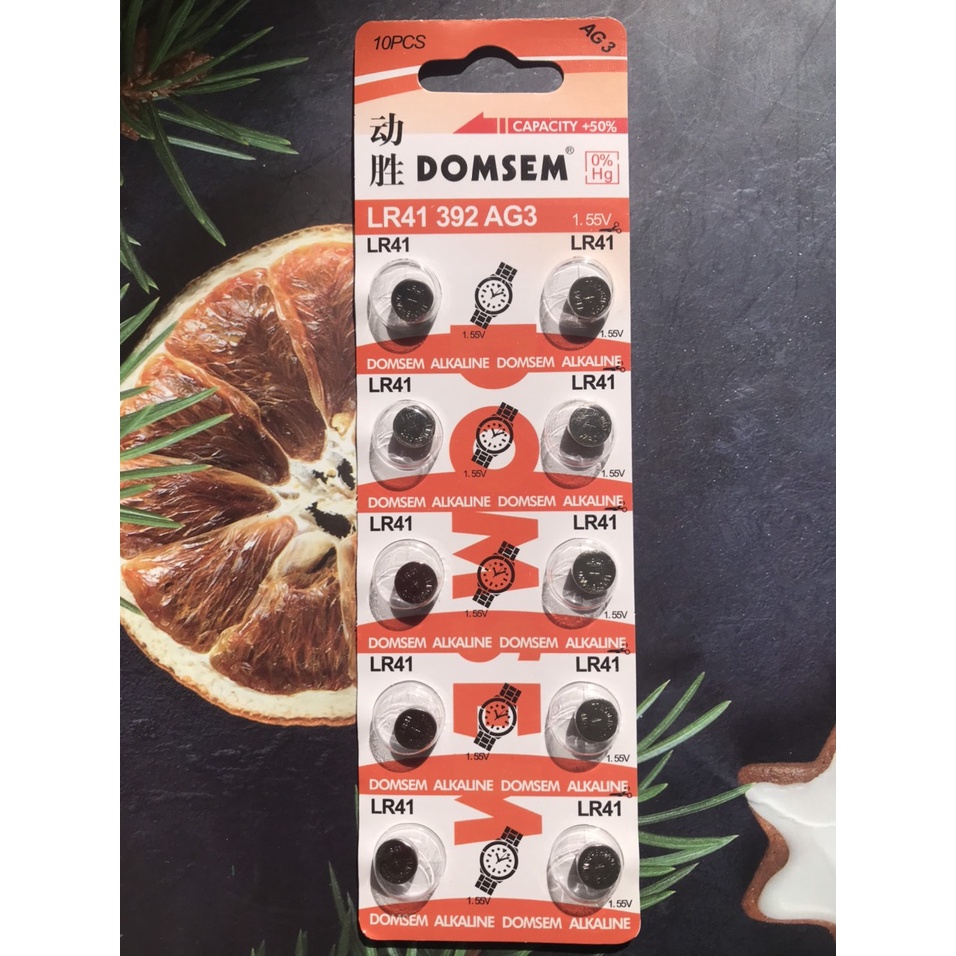 10PCS
AG3
CAPACITY +50%
动胜 DOMSEM®
0% Hg
LR41 392 AG3 1.55V
LR41 LR41
1.55V 1.55V
DOMSEM ALKALINE DOMSEM ALKALINE
LR41 LR41
1.55V 1.55V
DOMSEM ALKALINE DOMSEM ALKALINE
LR41 LR41
1.55V 1.55V
DOMSEM ALKALINE DOMSEM ALKALINE
LR41 LR41
1.55V 1.55V
DOMSEM ALKALINE DOMSEM ALKALINE
LR41 LR41
1.55V 1.55V
DOMSEM ALKALINE DOMSEM ALKALINE